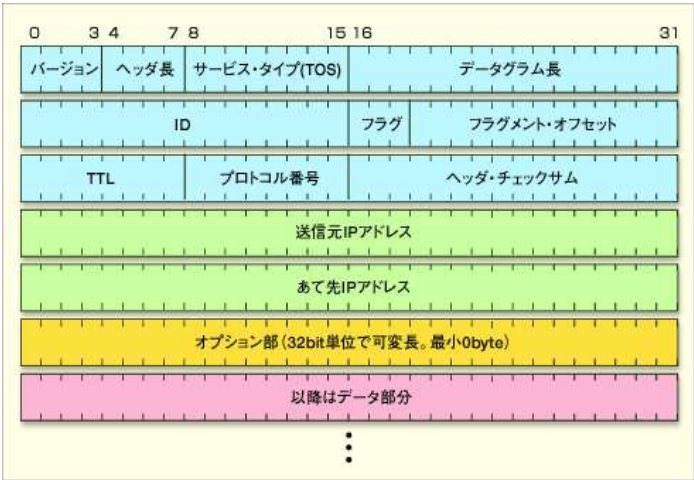 0 3 4 7 8 15 16 31
バージョン ヘッダ長 サービス・タイプ(TOS) データグラム長
ID フラグ フラグメント・オフセット
TTL プロトコル番号 ヘッダ・チェックサム
送信元IPアドレス
あて先IPアドレス
オプション部(32bit単位で可変長。最小0byte)
以降はデータ部分